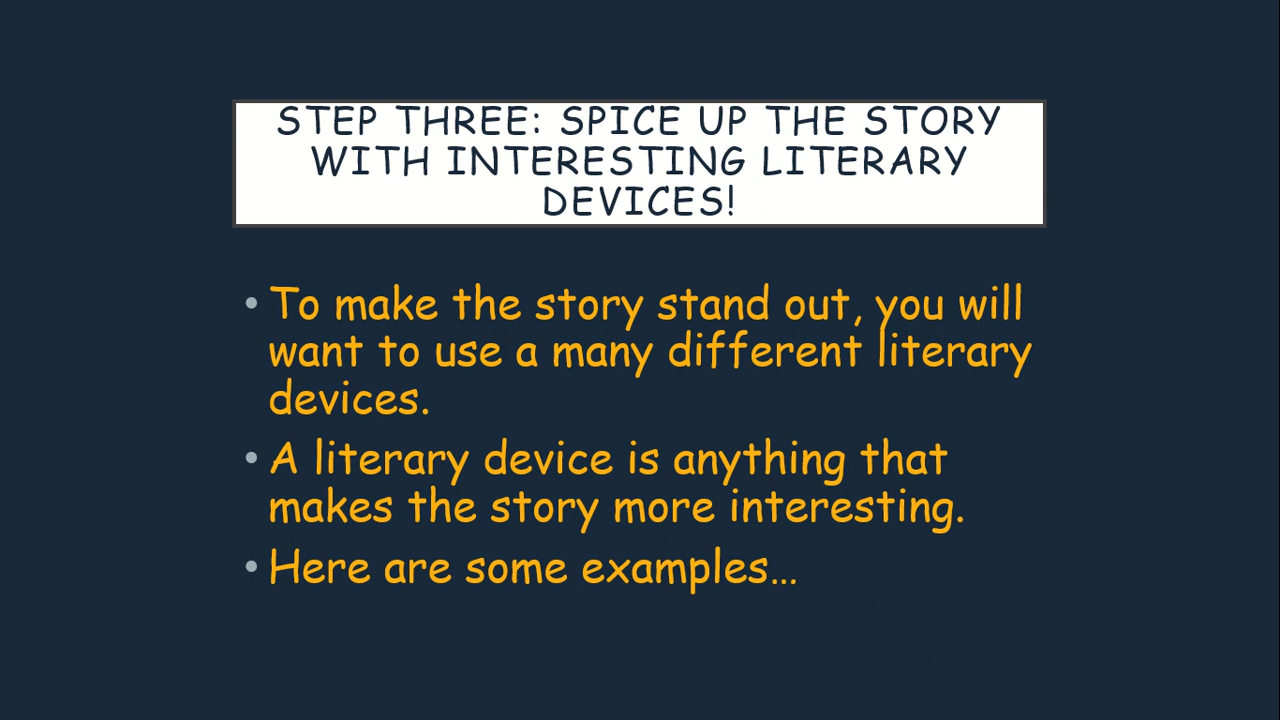 STEP THREE: SPICE UP THE STORY
WITH INTERESTING LITERARY
DEVICES!
• To make the story stand out, you will
want to use a many different literary
devices.
• A literary device is anything that
makes the story more interesting.
• Here are some examples…